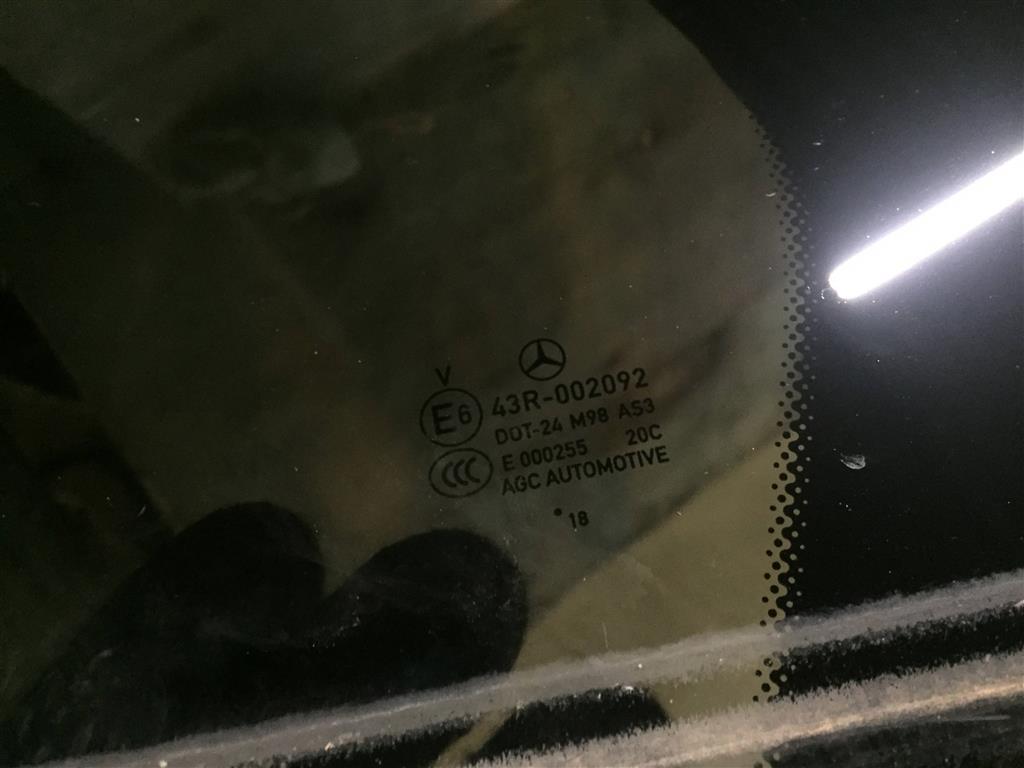 V
E6 43R-002092
DOT-24 M98 AS3
CCC E 000255 20C
AGC AUTOMOTIVE
• 18